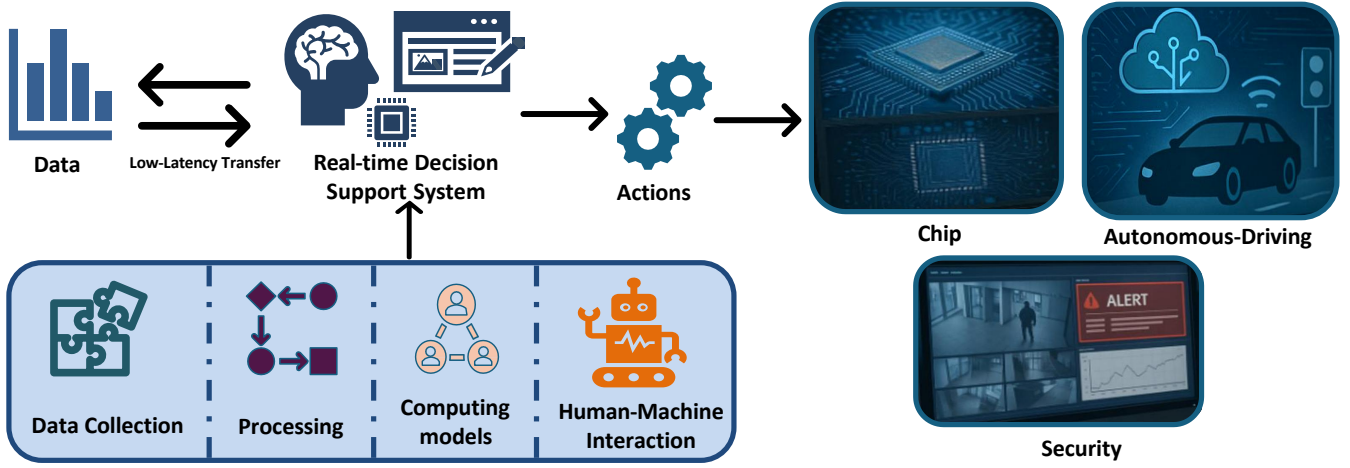 Data
Low-Latency Transfer
Real-time Decision
Support System
Actions
Chip
Autonomous-Driving
ALERT
Security
Data Collection
Processing
Computing
models
Human-Machine
Interaction